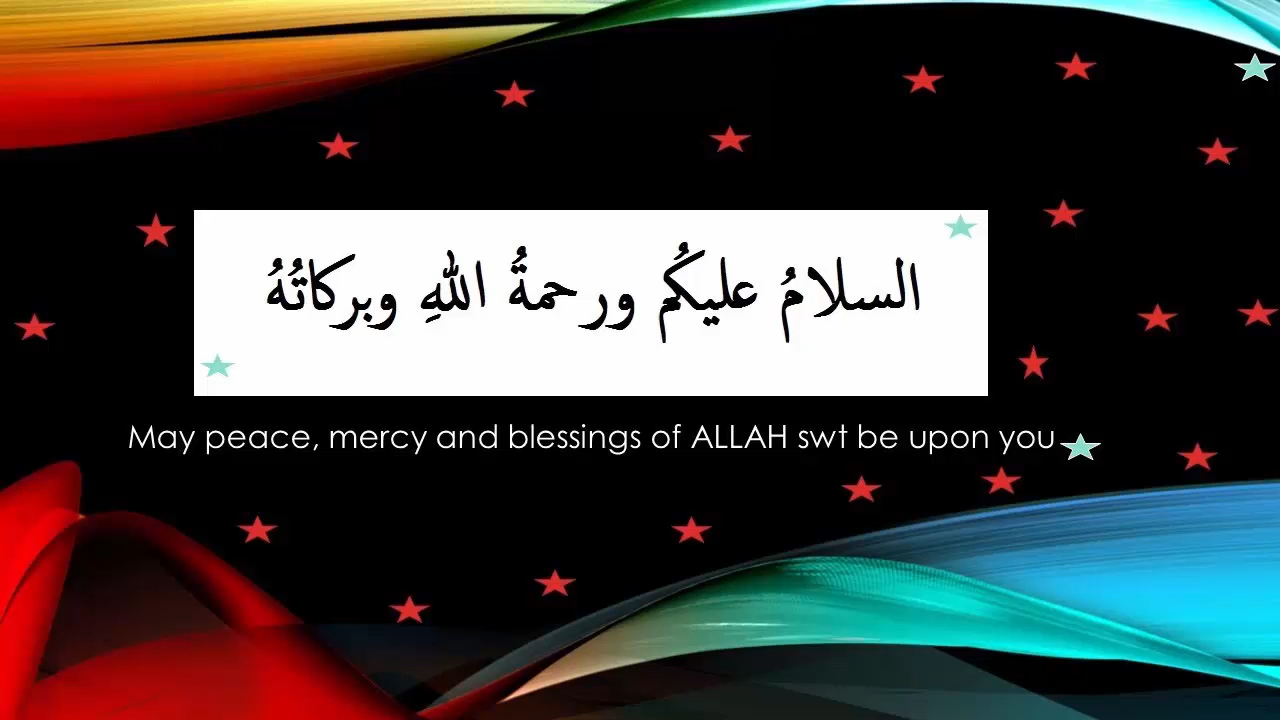 السلامُ عليكُم ورحمةُ اللهِ وبركاتُهُ
May peace, mercy and blessings of ALLAH swt be upon you